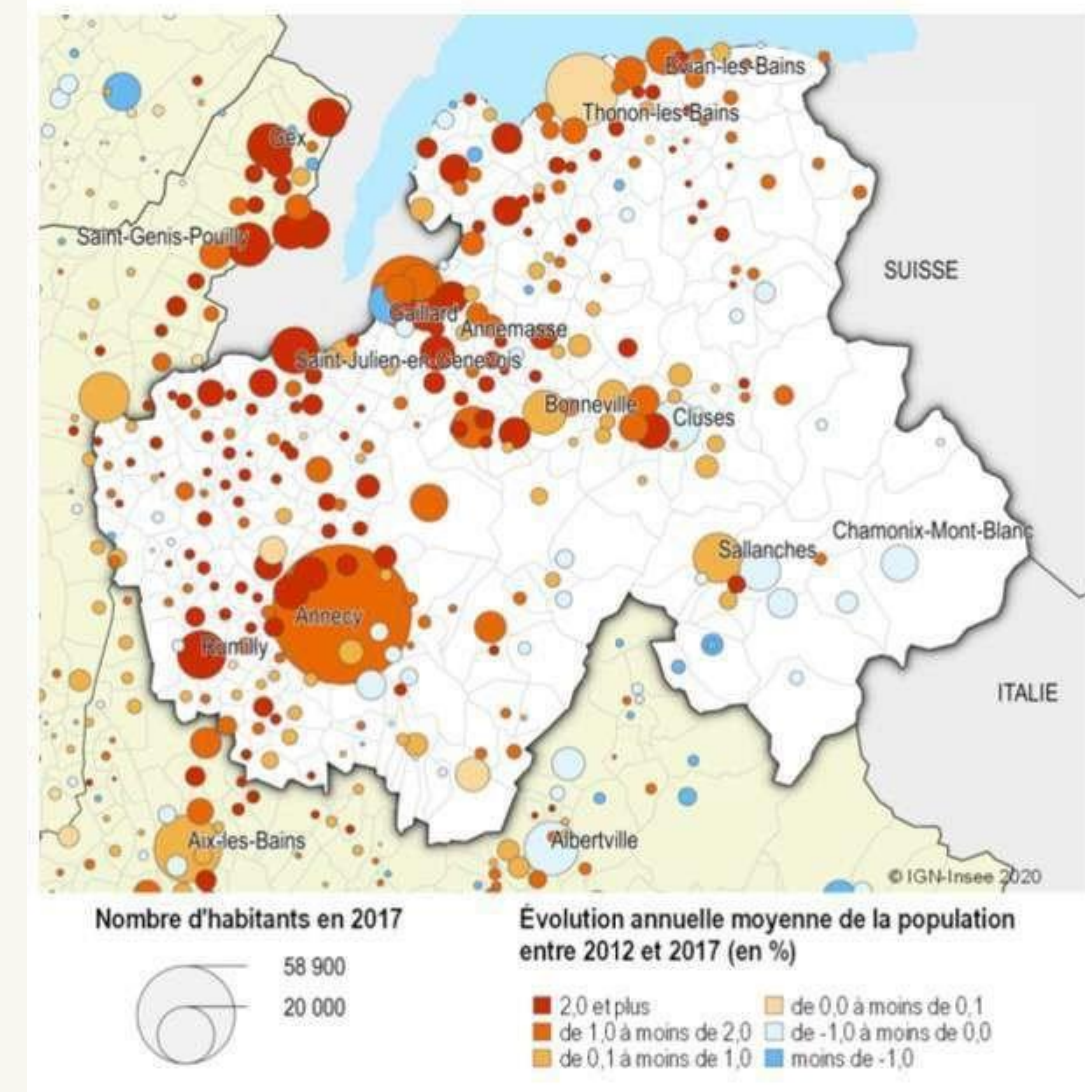 Evian-les-Bains
Thonon-les-Bains
Gex
Saint-Genis-Pouilly
SUISSE
Gaillard
Annemasse
Saint-Julien-en-Genevois
Bonneville
Cluses
Chamonix-Mont-Blanc
Sallanches
Annecy
Rumilly
ITALIE
Aix-les-Bains
Albertville
© IGN-Insee 2020
Nombre d'habitants en 2017
58 900
20 000
Évolution annuelle moyenne de la population
entre 2012 et 2017 (en %)
2,0 et plus
de 1,0 à moins de 2,0
de 0,1 à moins de 1,0
de 0,0 à moins de 0,1
de -1,0 à moins de 0,0
moins de -1,0